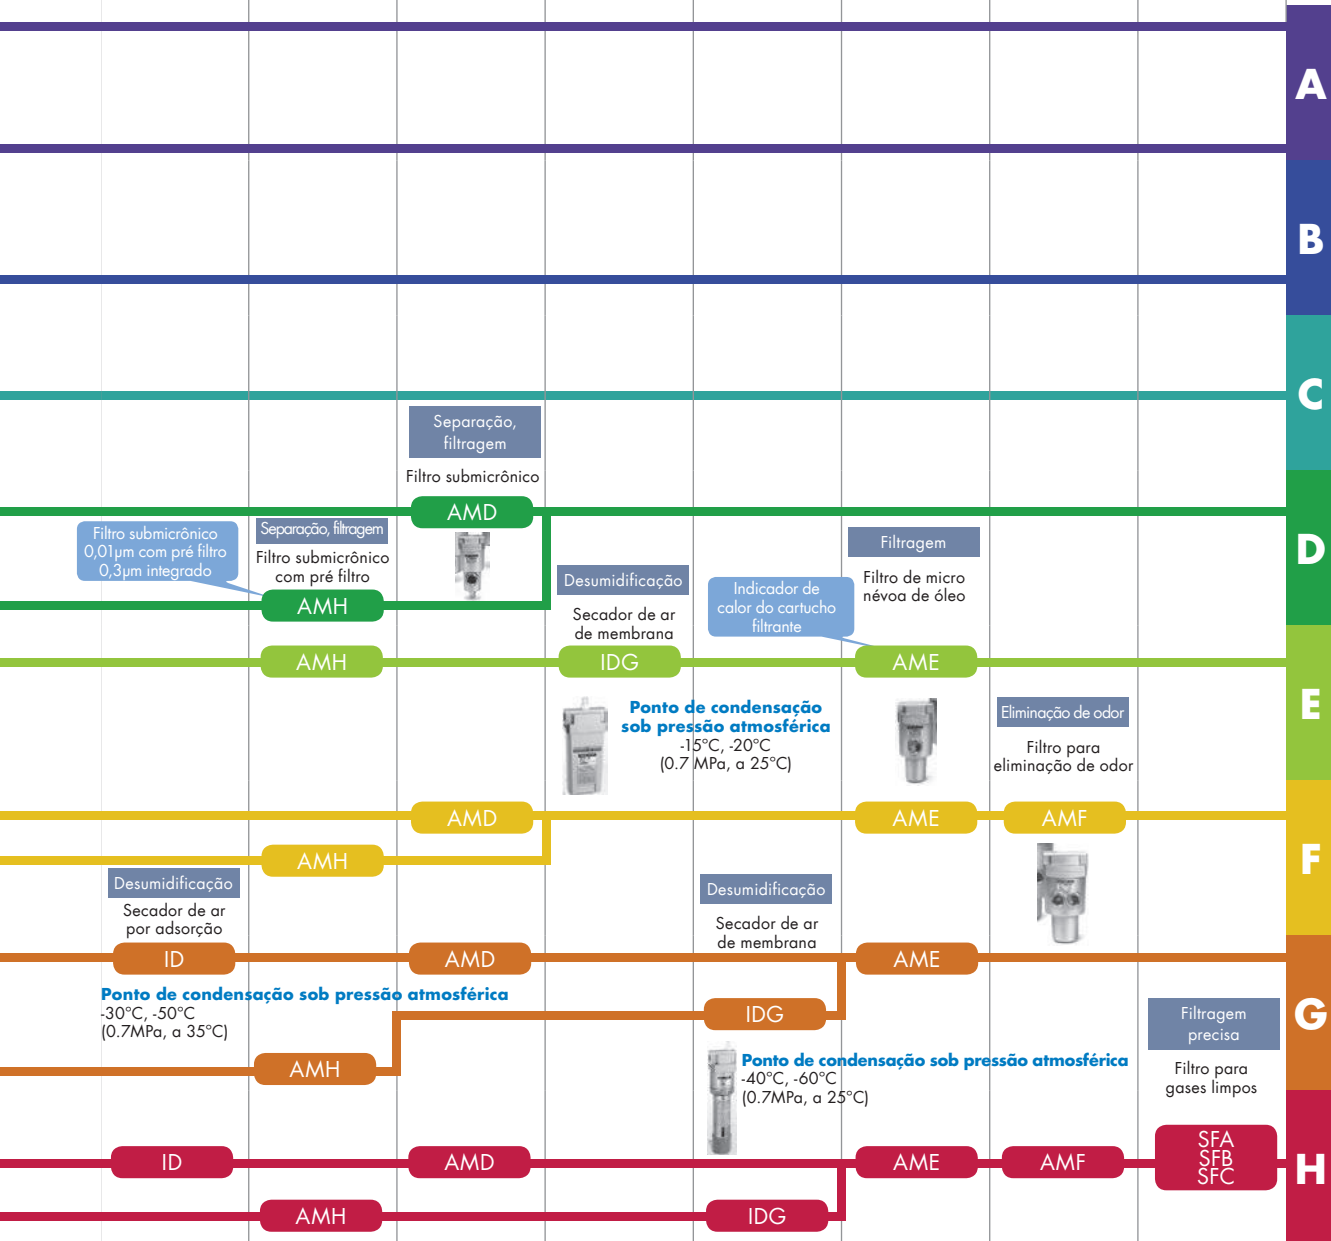 A
B
C
Separação,
filtragem
Filtro submicrônico
AMD
D
Filtro submicrônico
0,01µm com pré filtro
0,3µm integrado
Separação, filtragem
Filtro submicrônico
com pré filtro
AMH
Desumidificação
Secador de ar
de membrana
Indicador de
calor do cartucho
filtrante
Filtragem
Filtro de micro
névoa de óleo
AMH
IDG
AME
E
Ponto de condensação
sob pressão atmosférica
-15°C, -20°C
(0.7 MPa, a 25°C)
Eliminação de odor
Filtro para
eliminação de odor
AMD
AME
AMF
F
AMH
Desumidificação
Secador de ar
por adsorção
Desumidificação
Secador de ar
de membrana
ID
AMD
AME
G
Ponto de condensação sob pressão atmosférica
-30°C, -50°C
(0.7MPa, a 35°C)
IDG
AMH
Ponto de condensação sob pressão atmosférica
-40°C, -60°C
(0.7MPa, a 25°C)
Filtragem
precisa
Filtro para
gases limpos
ID
AMD
AME
AMF
SFA
SFB
SFC
H
AMH
IDG